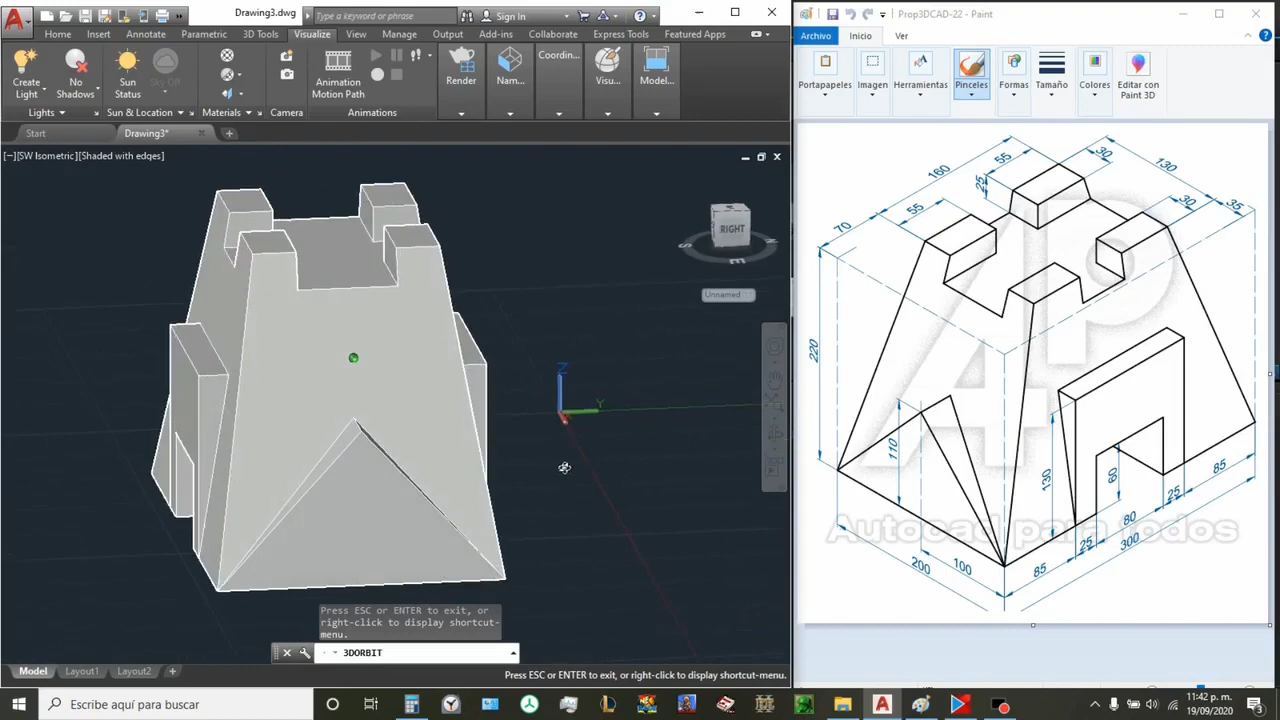 Drawing3.dwg
Type a keyword or phrase
Sign In
Home Insert Annotate Parametric 3D Tools Visualize View Manage Output Add-ins Collaborate Express Tools Featured Apps
Create
Light
No
Shadows
Sun
Status
Sky Off
Animation
Motion Path
Render
Nam...
Coordin...
Visu...
Model...
Lights
Sun & Location
Materials
Camera
Animations
Start
Drawing3*
[−][SW Isometric][Shaded with edges]
RIGHT
S
E
N
Unnamed
Z
Y
Press ESC or ENTER to exit, or
right-click to display shortcut-
menu.
3DORBIT
Model Layout1 Layout2
Press ESC or ENTER to exit, or right-click to display shortcut-menu.
Prop3DCAD-22 - Paint
Archivo Inicio Ver
Portapapeles
Imagen
Herramientas
Pinceles
Formas
Tamaño
Colores
Editar con
Paint 3D
4P
160
55
30
130
25
55
30
35
70
220
110
130
60
85
25
80
25
300
85
100
200
Autocad para todos
Escribe aquí para buscar
11:42 p. m.
19/09/2020
3